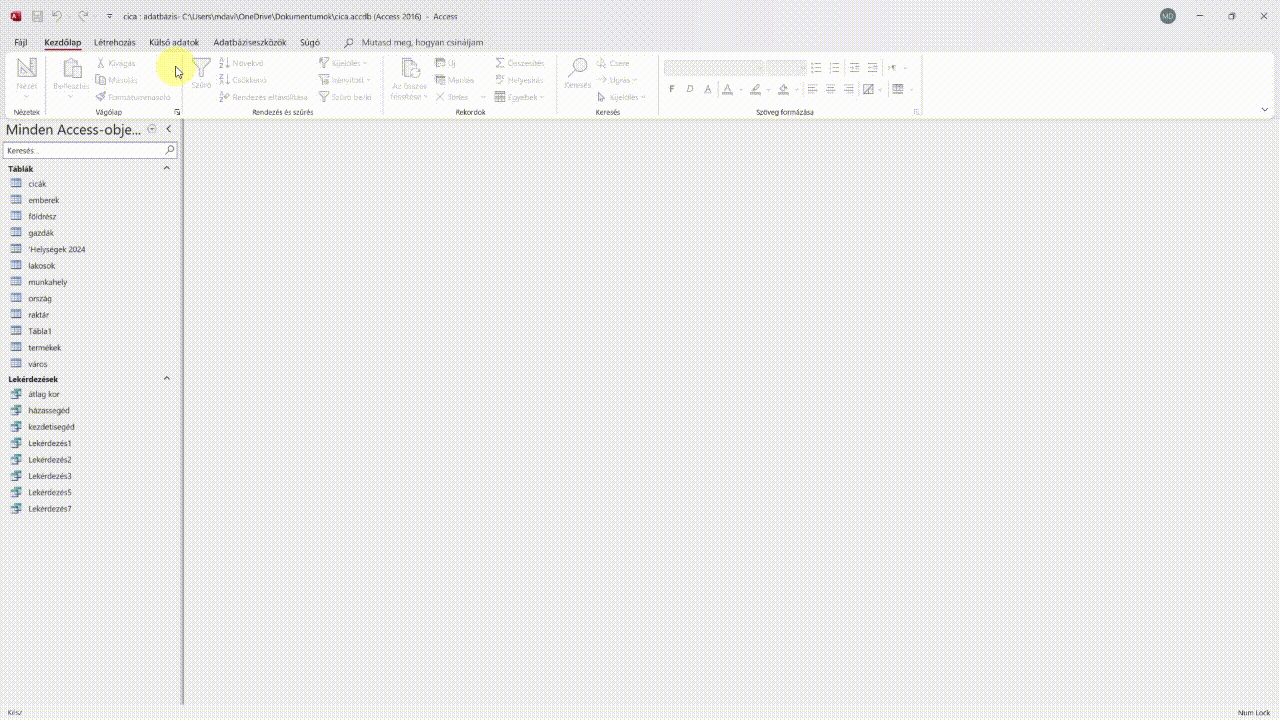 cica : adatbázis- C:\Users\mdavi\OneDrive\Dokumentumok\cica.accdb (Access 2016) - Access
MD
Fájl Kezdőlap Létrehozás Külső adatok Adatbáziseszközök Súgó Mutasd meg, hogyan csináljam
Nézet Beillesztés Kivágás Másolás Formátummásoló
Szűrő Növekvő Csökkenő Rendezés eltávolítása Kijelölés Irányított Szűrő be/ki
Az összes frissítése Új Mentés Törlés Összesítés Helyesírás Egyebek
Keresés Csere Ugrás Kijelölés
F D A A
Nézetek Vágólap Rendezés és szűrés Rekordok Keresés Szöveg formázása
Minden Access-obje...
Keresés...
Táblák
cicák
emberek
földrész
gazdák
'Helységek 2024
lakosok
munkahely
ország
raktár
Tábla1
termékek
város
Lekérdezések
átlag kor
házassegéd
kezdetisegéd
Lekérdezés1
Lekérdezés2
Lekérdezés3
Lekérdezés5
Lekérdezés7
Kész
Num Lock